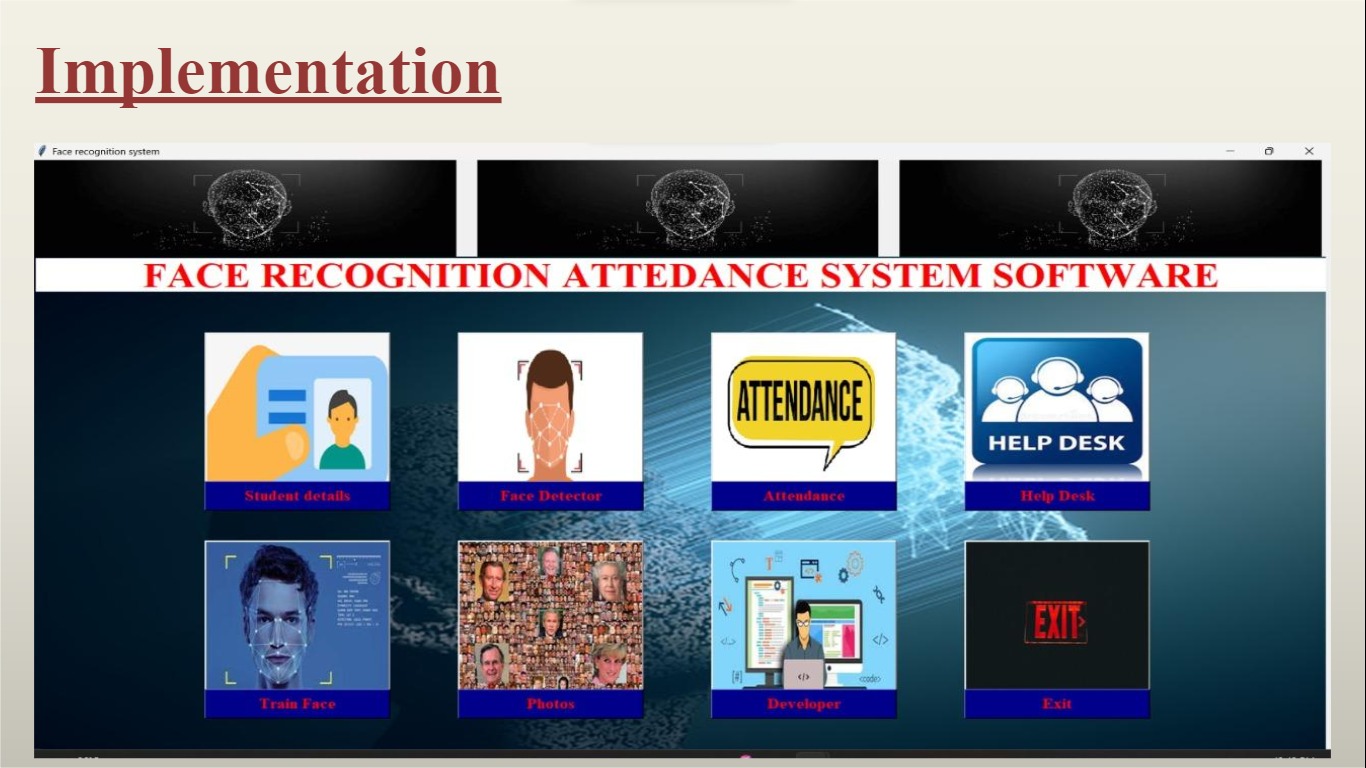 Implementation
Face recognition system
FACE RECOGNITION ATTEDANCE SYSTEM SOFTWARE
ATTENDANCE
HELP DESK
Student details
Face Detector
Attendance
Help Desk
T
</>
</>
<code>
EXIT
Train Face
Photos
Developer
Exit